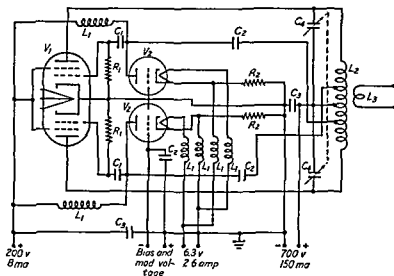 L1
C1
V2
C2
C4
V1
R1
R2
L2
C3
L3
V2
R1
R2
C1
C2
L1 L1 L1 L1
C2
C4
L1
C3
- +
- +
- +
200 v
8 ma
Bias and
mod vol-
tage
6.3 v
2 6 amp
700 v
150 ma